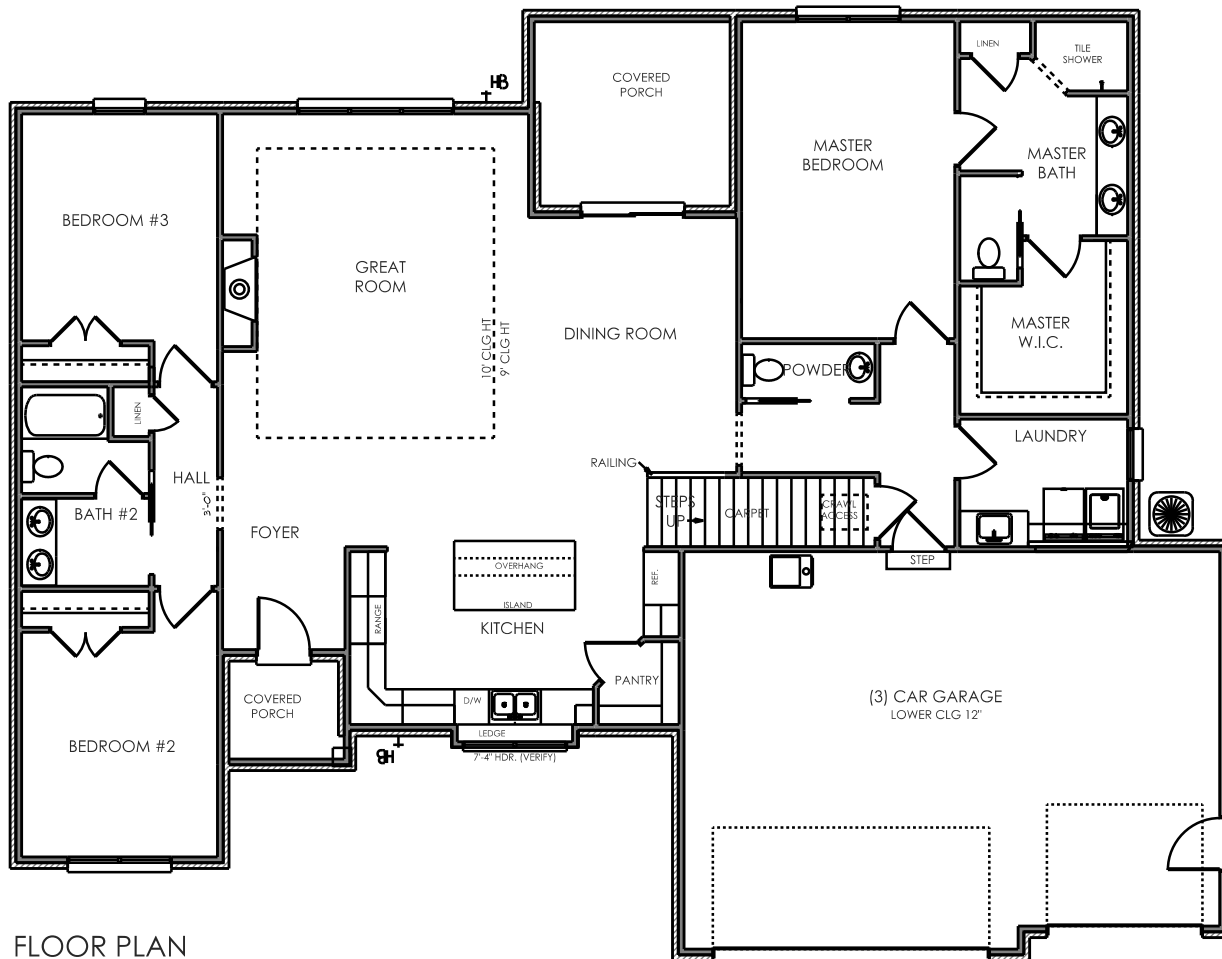 HB
COVERED
PORCH
LINEN
TILE
SHOWER
MASTER
BEDROOM
MASTER
BATH
BEDROOM #3
GREAT
ROOM
DINING ROOM
10' CLG HT
9' CLG HT
MASTER
W.I.C.
POWDER
LINEN
LAUNDRY
RAILING
HALL
3'-0"
BATH #2
FOYER
STEPS
UP
CARPET
CRAWL
ACCESS
STEP
OVERHANG
ISLAND
KITCHEN
RANGE
REF.
PANTRY
COVERED
PORCH
D/W
LEDGE
7'-4" HDR. (VERIFY)
HB
BEDROOM #2
(3) CAR GARAGE
LOWER CLG 12"
FLOOR PLAN